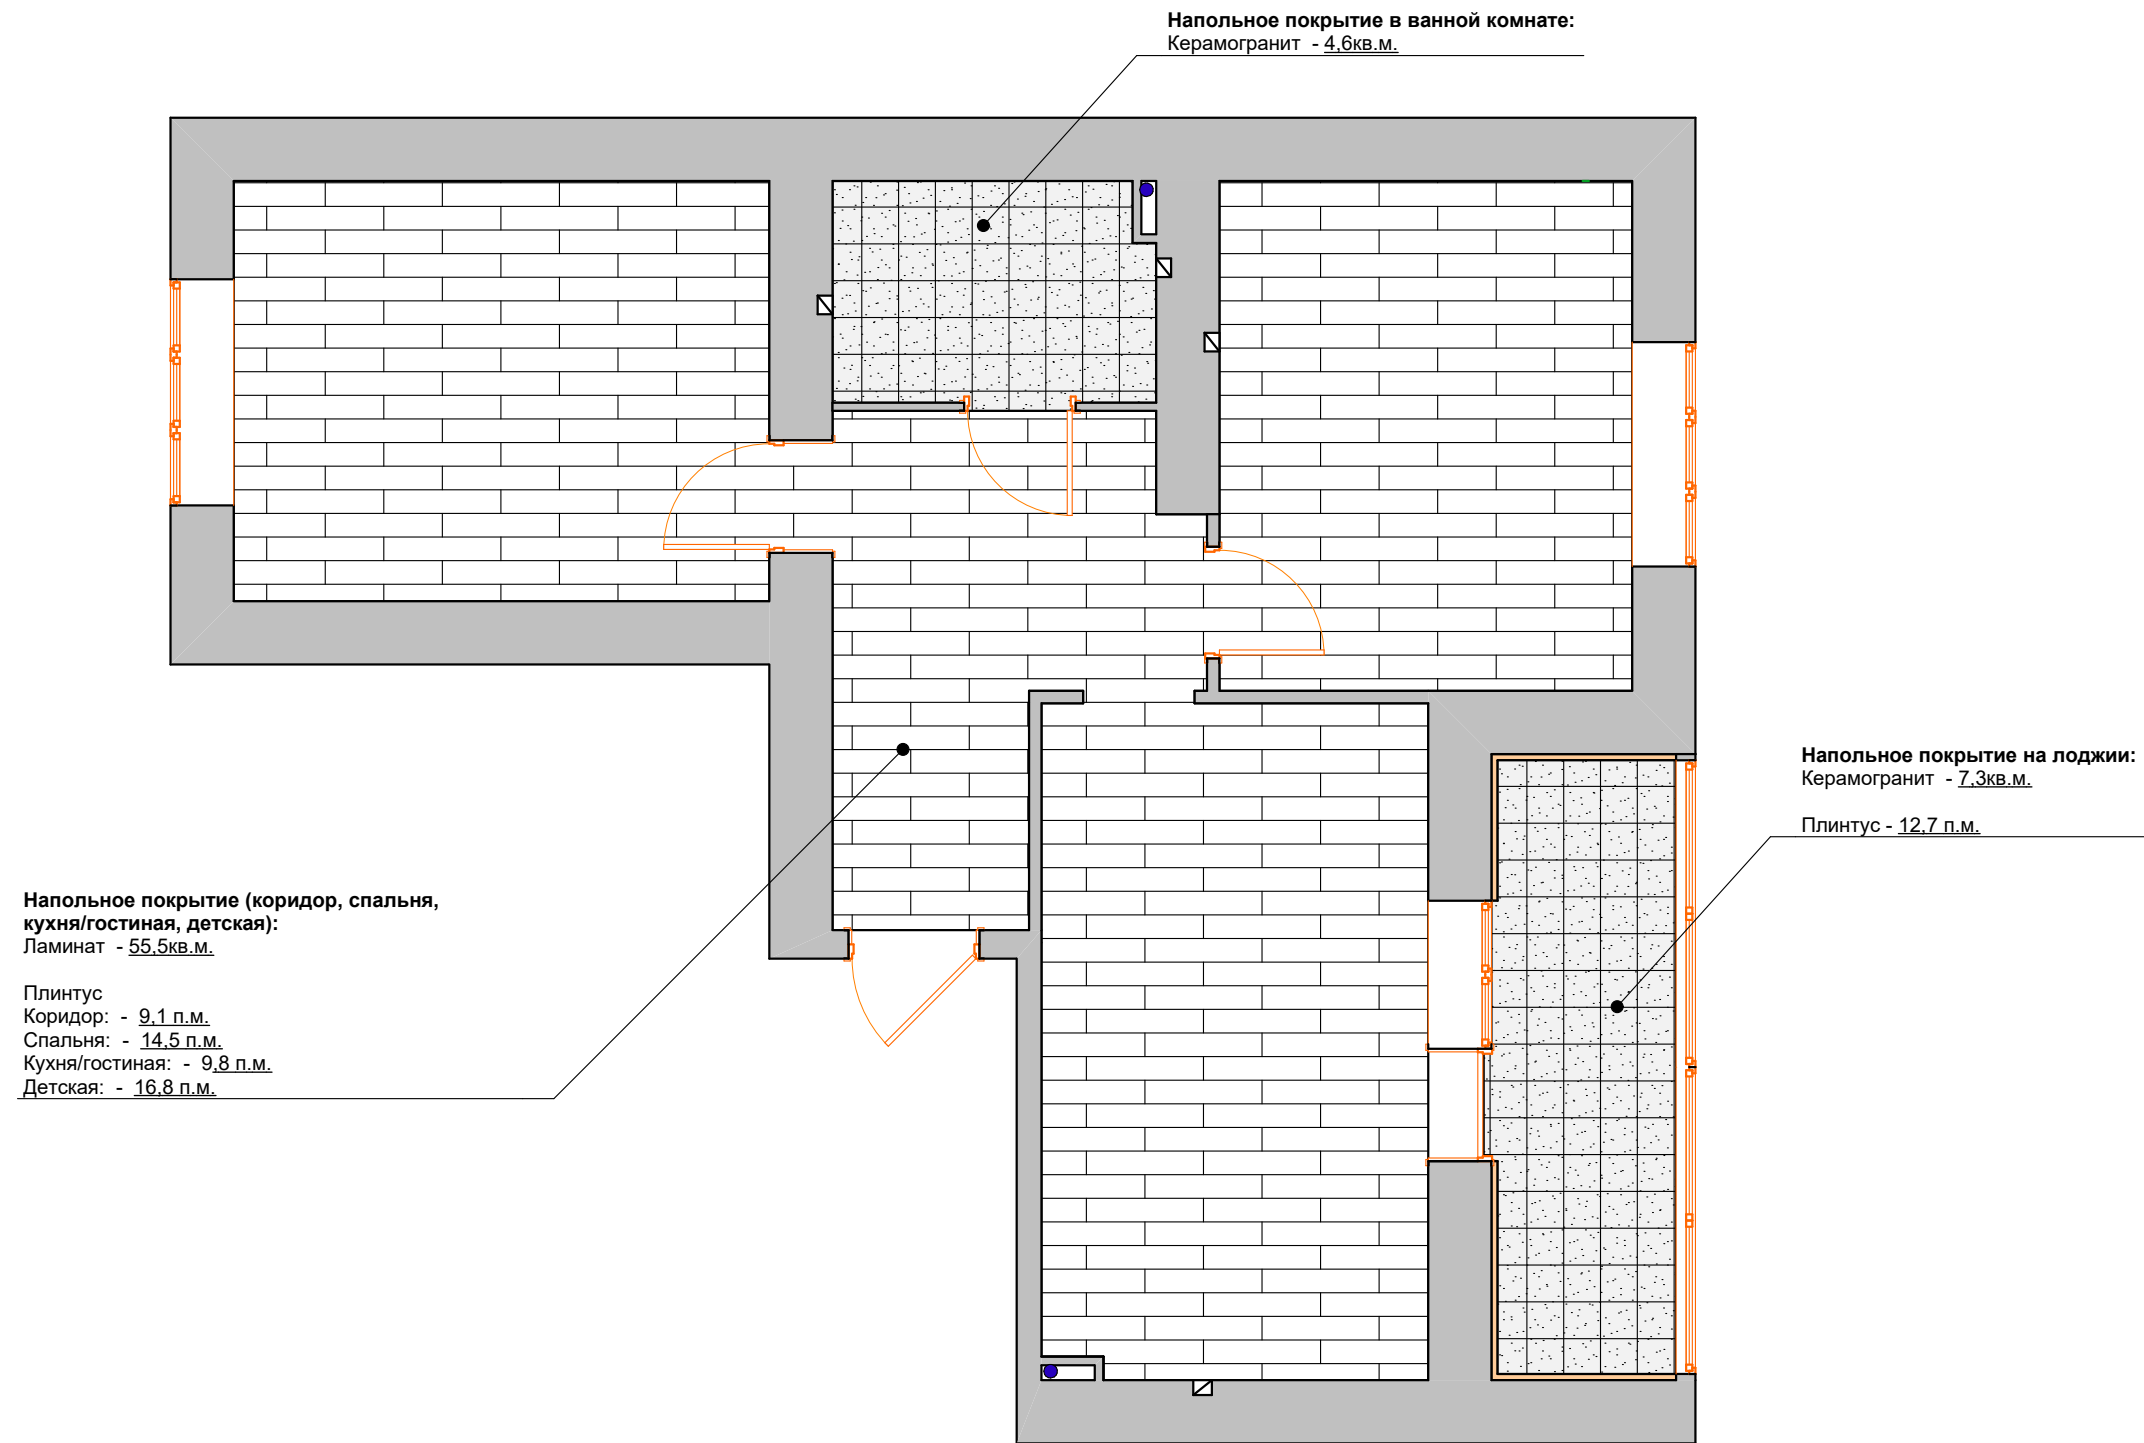 Напольное покрытие в ванной комнате:
Керамогранит - 4,6кв.м.
Напольное покрытие на лоджии:
Керамогранит - 7,3кв.м.
Плинтус - 12,7 п.м.
Напольное покрытие (коридор, спальня,
кухня/гостиная, детская):
Ламинат - 55,5кв.м.
Плинтус
Коридор: - 9,1 п.м.
Спальня: - 14,5 п.м.
Кухня/гостиная: - 9,8 п.м.
Детская: - 16,8 п.м.